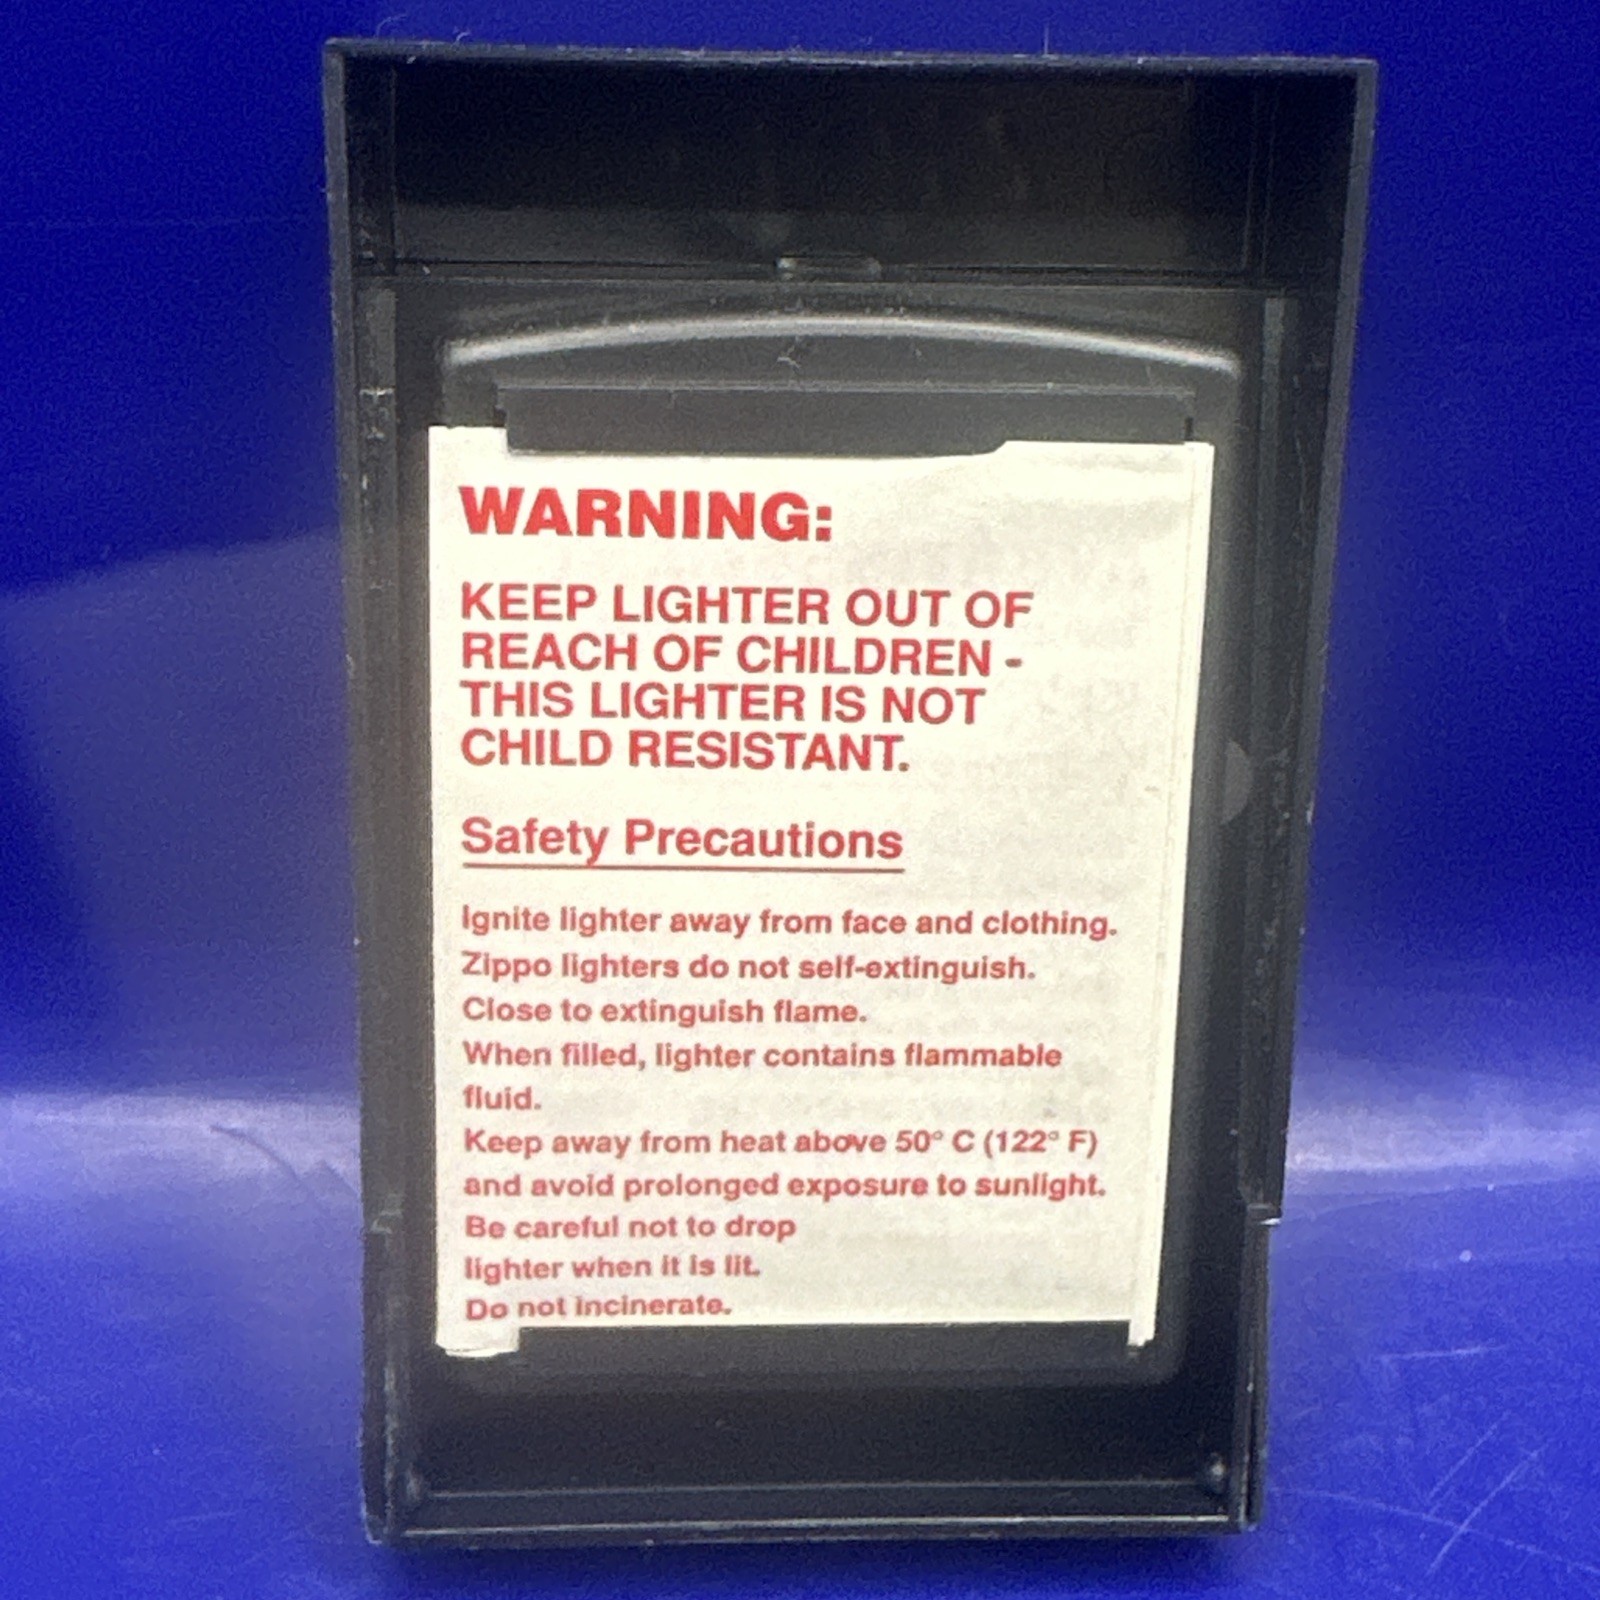 WARNING:
KEEP LIGHTER OUT OF
REACH OF CHILDREN -
THIS LIGHTER IS NOT
CHILD RESISTANT.
Safety Precautions
Ignite lighter away from face and clothing.
Zippo lighters do not self-extinguish.
Close to extinguish flame.
When filled, lighter contains flammable
fluid.
Keep away from heat above 50° C (122° F)
and avoid prolonged exposure to sunlight.
Be careful not to drop
lighter when it is lit.
Do not incinerate.